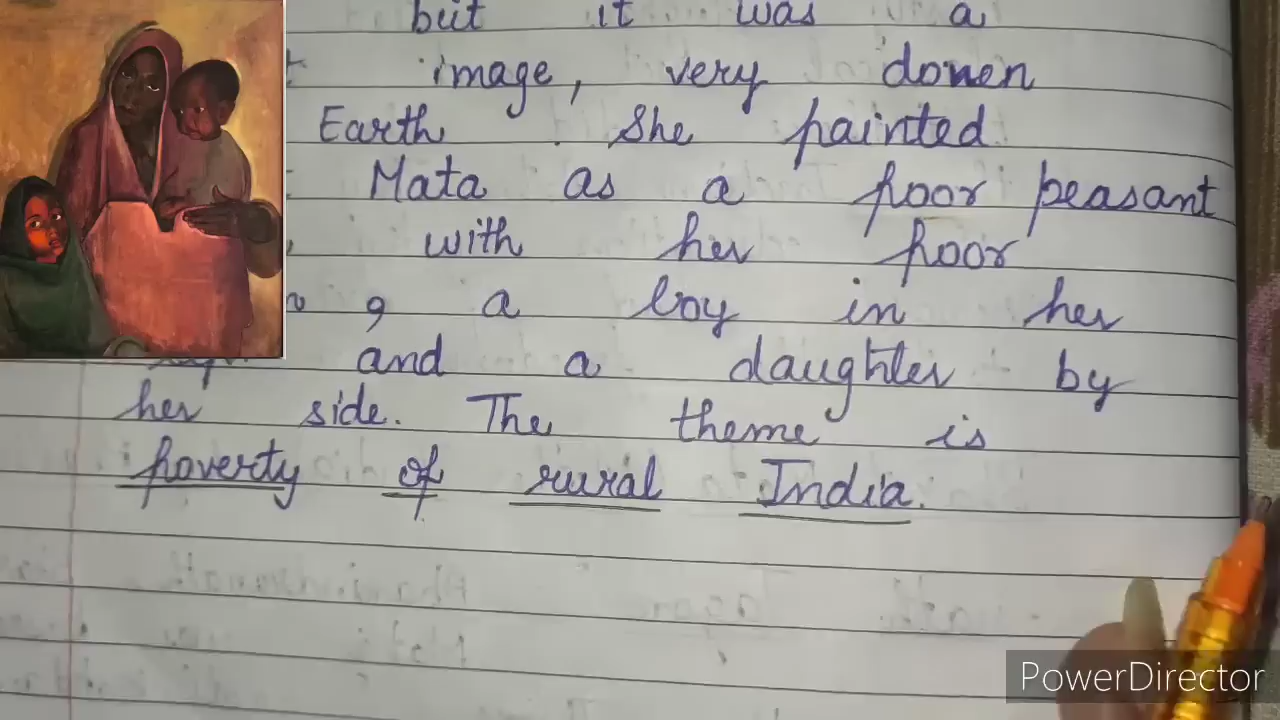 but it was a
image, very down
Earth. She painted
Mata as a poor peasant
with her poor
, a boy in her
and a daughter by
her side. The theme is
poverty of rural India.
PowerDirector